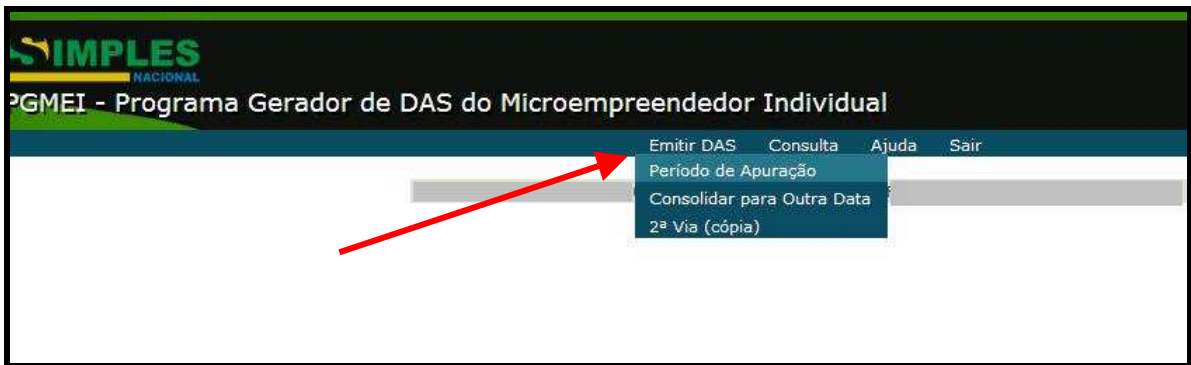 SIMPLES
NACIONAL
PGMEI - Programa Gerador de DAS do Microempreendedor Individual
Emitir DAS Consulta Ajuda Sair
Período de Apuração
Consolidar para Outra Data
2ª Via (cópia)